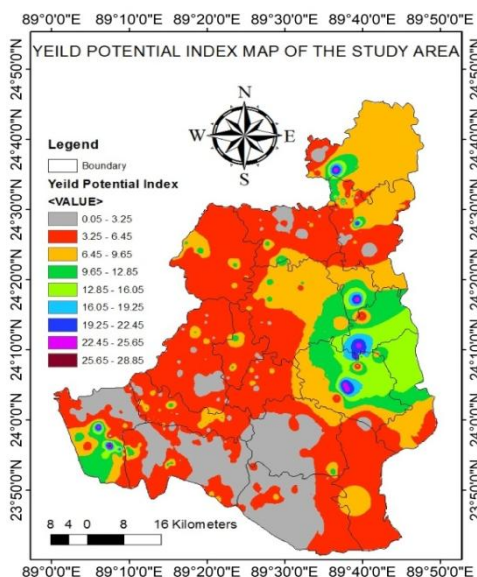 89°0'0"E 89°10'0"E 89°20'0"E 89°30'0"E 89°40'0"E 89°50'0"E
YEILD POTENTIAL INDEX MAP OF THE STUDY AREA
N
W E
S
Legend
Boundary
Yeild Potential Index
<VALUE>
0.05 - 3.25
3.25 - 6.45
6.45 - 9.65
9.65 - 12.85
12.85 - 16.05
16.05 - 19.25
19.25 - 22.45
22.45 - 25.65
25.65 - 28.85
24°50'0"N
24°40'0"N
24°30'0"N
24°20'0"N
24°10'0"N
24°0'0"N
23°50'0"N
24°50'0"N
24°40'0"N
24°30'0"N
24°20'0"N
24°10'0"N
24°0'0"N
23°50'0"N
8 4 0 8 16 Kilometers
89°0'0"E 89°10'0"E 89°20'0"E 89°30'0"E 89°40'0"E 89°50'0"E